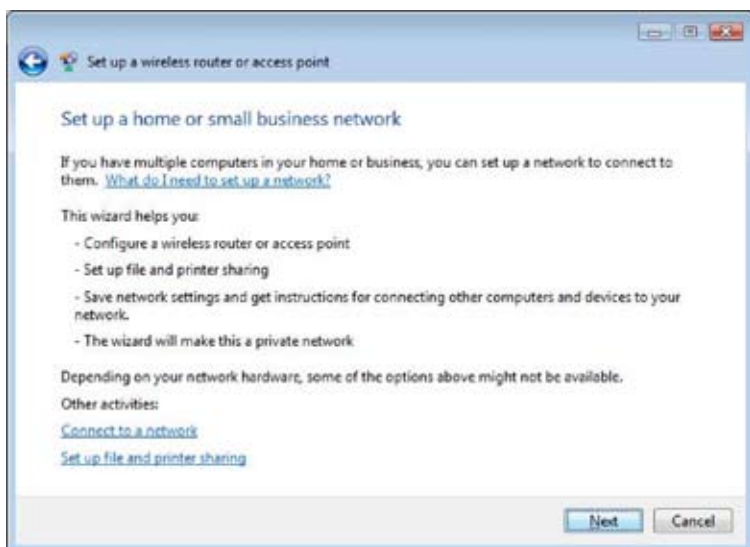 Set up a wireless router or access point
Set up a home or small business network
If you have multiple computers in your home or business, you can set up a network to connect to
them. What do I need to set up a network?
This wizard helps you:
- Configure a wireless router or access point
- Set up file and printer sharing
- Save network settings and get instructions for connecting other computers and devices to your
network.
- The wizard will make this a private network
Depending on your network hardware, some of the options above might not be available.
Other activities:
Connect to a network
Set up file and printer sharing
Next Cancel